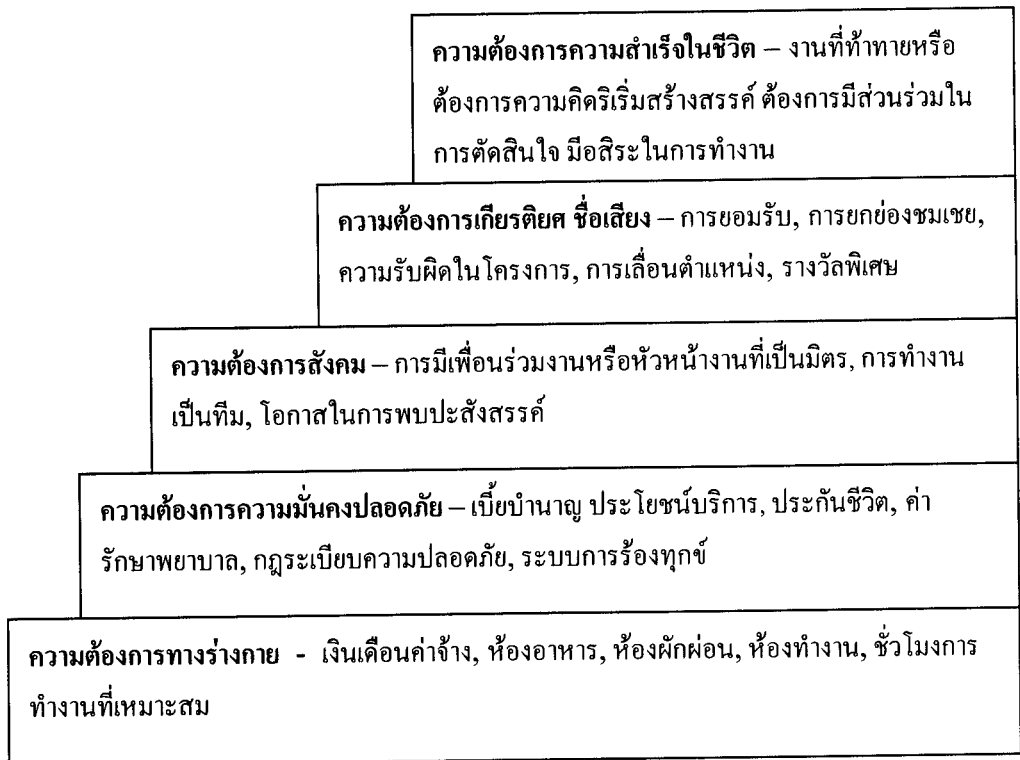 ความต้องการความสำเร็จในชีวิต – งานที่ท้าทายหรือ
ต้องการความคิดริเริ่มสร้างสรรค์ ต้องการมีส่วนร่วมใน
การตัดสินใจ มีอสิระในการทำงาน
ความต้องการเกียรติยศ ชื่อเสียง – การยอมรับ, การยกย่องชมเชย,
ความรับผิดในโครงการ, การเลื่อนตำแหน่ง, รางวัลพิเศษ
ความต้องการสังคม – การมีเพื่อนร่วมงานหรือหัวหน้างานที่เป็นมิตร, การทำงาน
เป็นทีม, โอกาสในการพบปะสังสรรค์
ความต้องการความมั่นคงปลอดภัย – เบี้ยบำนาญ ประโยชน์บริการ, ประกันชีวิต, ค่า
รักษาพยาบาล, กฎระเบียบความปลอดภัย, ระบบการร้องทุกข์
ความต้องการทางร่างกาย - เงินเดือนค่าจ้าง, ห้องอาหาร, ห้องผักผ่อน, ห้องทำงาน, ชั่วโมงการ
ทำงานที่เหมาะสม